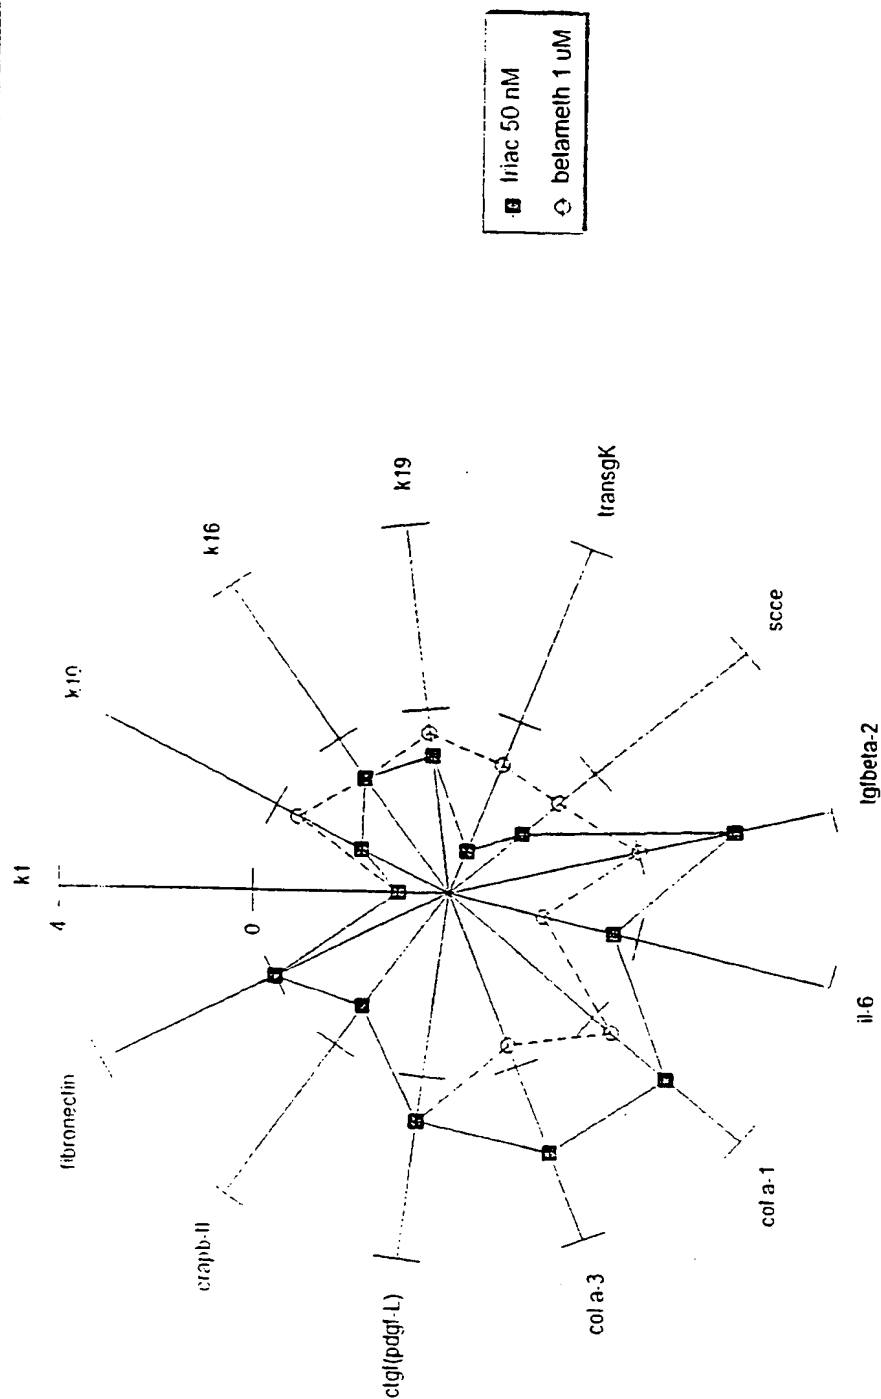 triac 50 nM
betameth 1 uM
k1
4
0
k10
k16
k19
transgK
scce
tgfbeta-2
il-6
col a-1
col a-3
ctgf(pdgf-L)
crapb-II
fibronectin